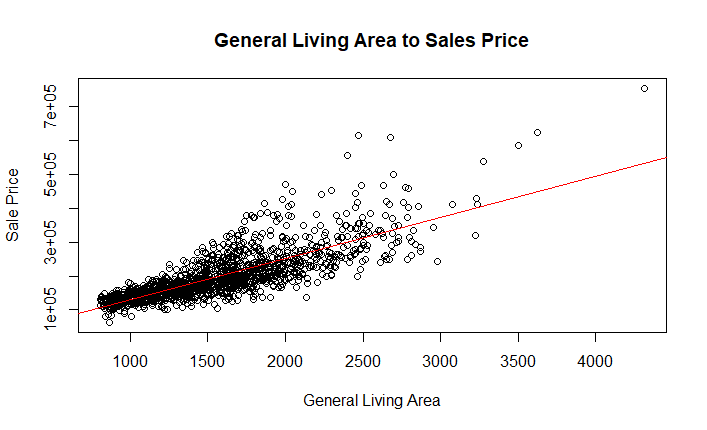 General Living Area to Sales Price
Sale Price
7e+05
5e+05
3e+05
1e+05
1000 1500 2000 2500 3000 3500 4000
General Living Area